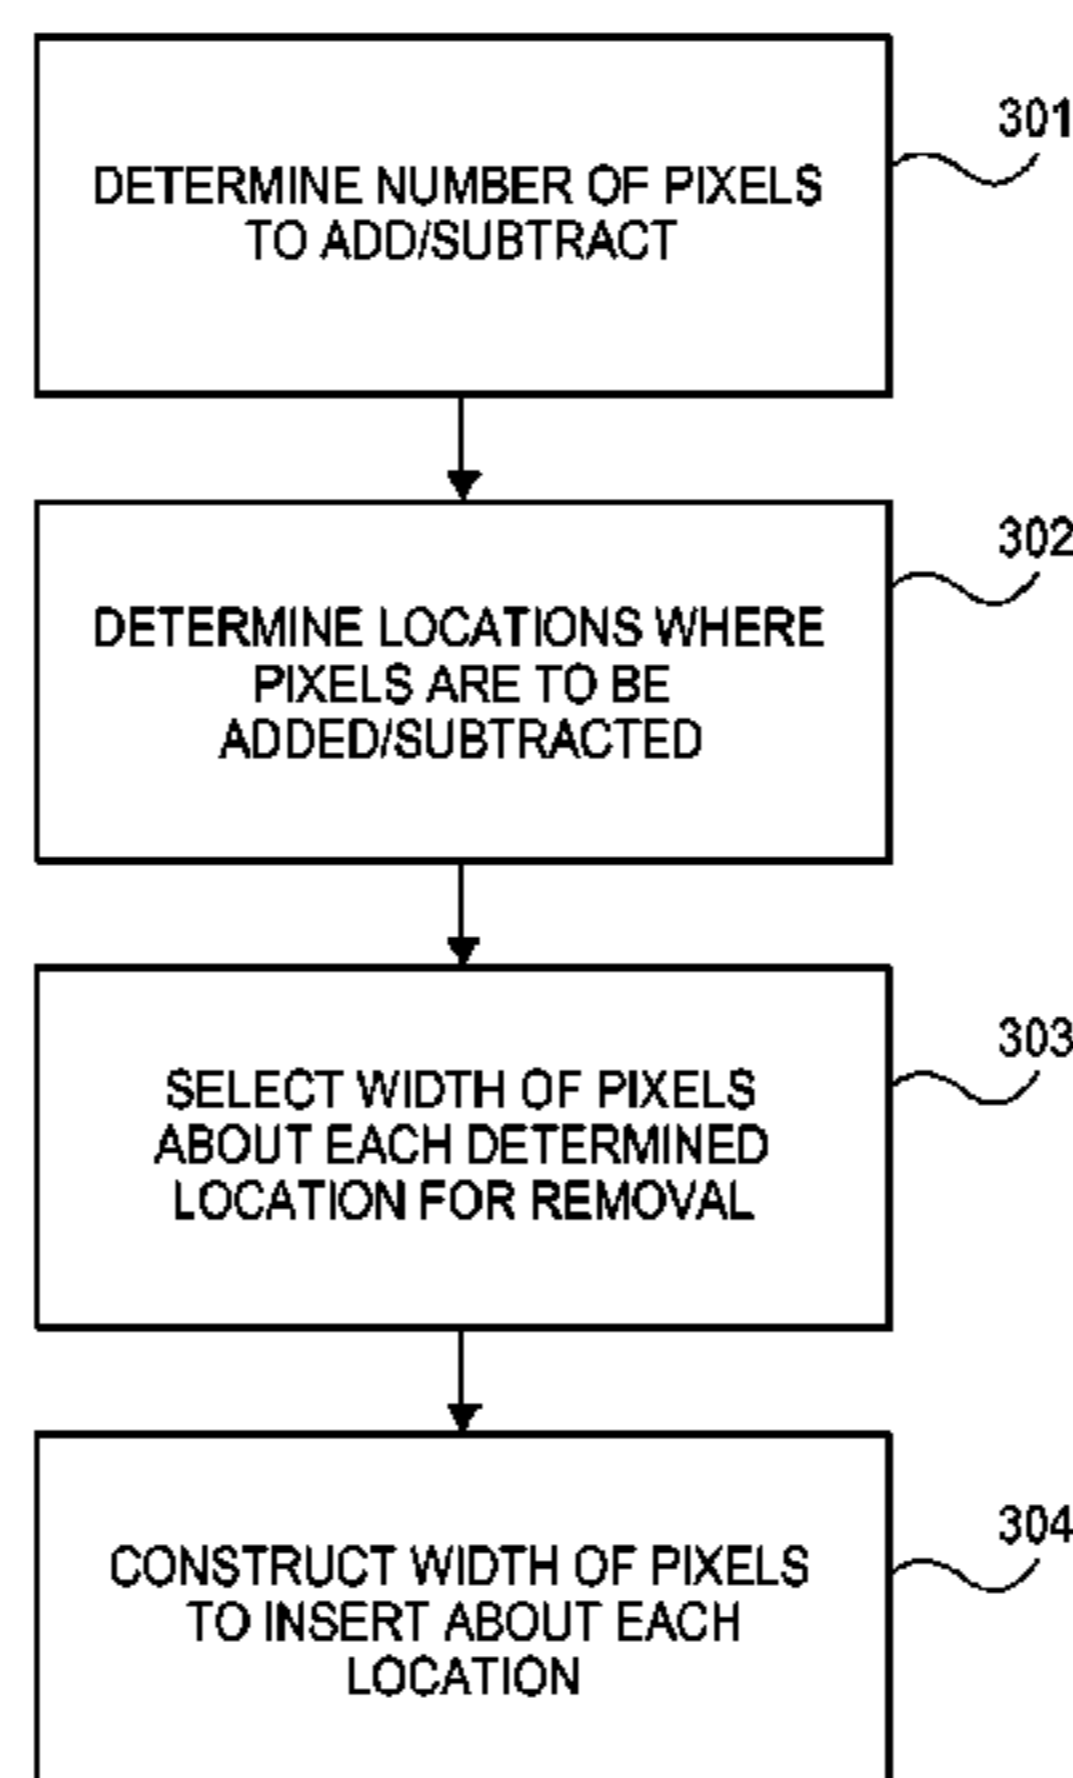 301
DETERMINE NUMBER OF PIXELS
TO ADD/SUBTRACT
302
DETERMINE LOCATIONS WHERE
PIXELS ARE TO BE
ADDED/SUBTRACTED
303
SELECT WIDTH OF PIXELS
ABOUT EACH DETERMINED
LOCATION FOR REMOVAL
304
CONSTRUCT WIDTH OF PIXELS
TO INSERT ABOUT EACH
LOCATION